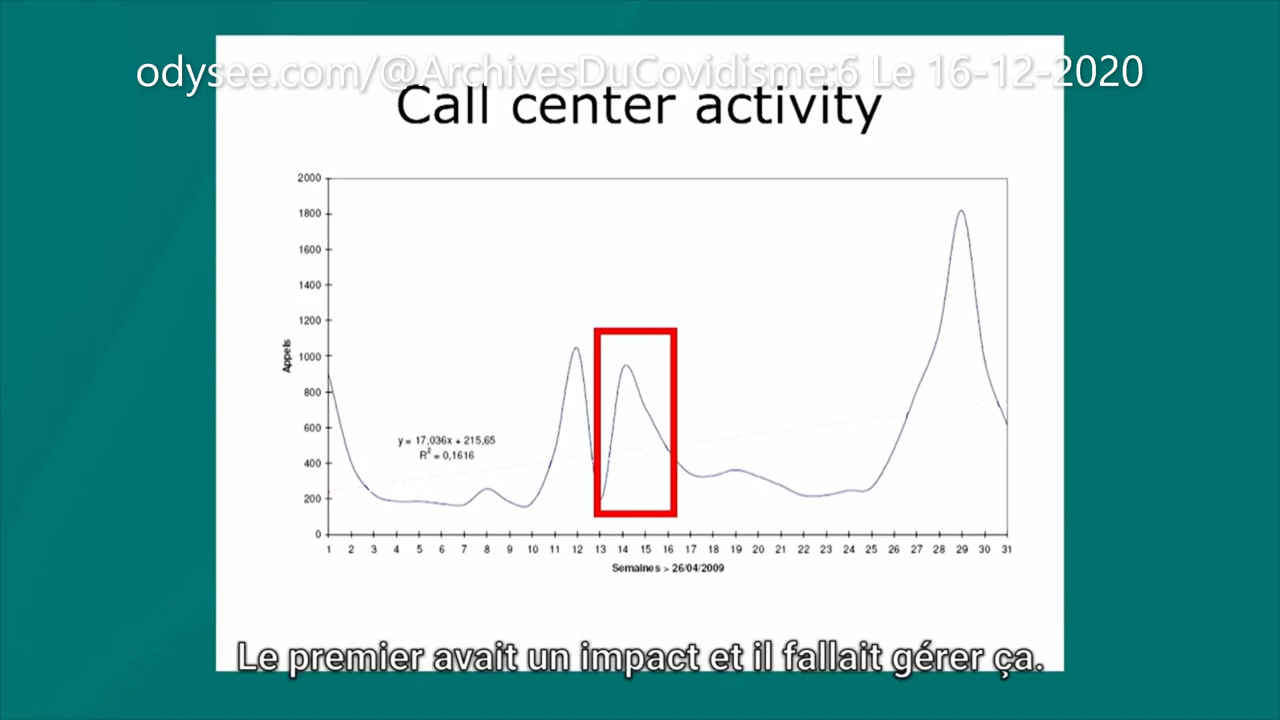 odysee.com/@ArchivesDuCovidisme:6 Le 16-12-2020
Call center activity
2000
1800
1600
1400
1200
1000
800
600
400
200
0
Appels
y = 17,036x + 215,65
R² = 0,1616
1 2 3 4 5 6 7 8 9 10 11 12 13 14 15 16 17 18 19 20 21 22 23 24 25 26 27 28 29 30 31
Semaines > 26/04/2009
Le premier avait un impact et il fallait gérer ça.